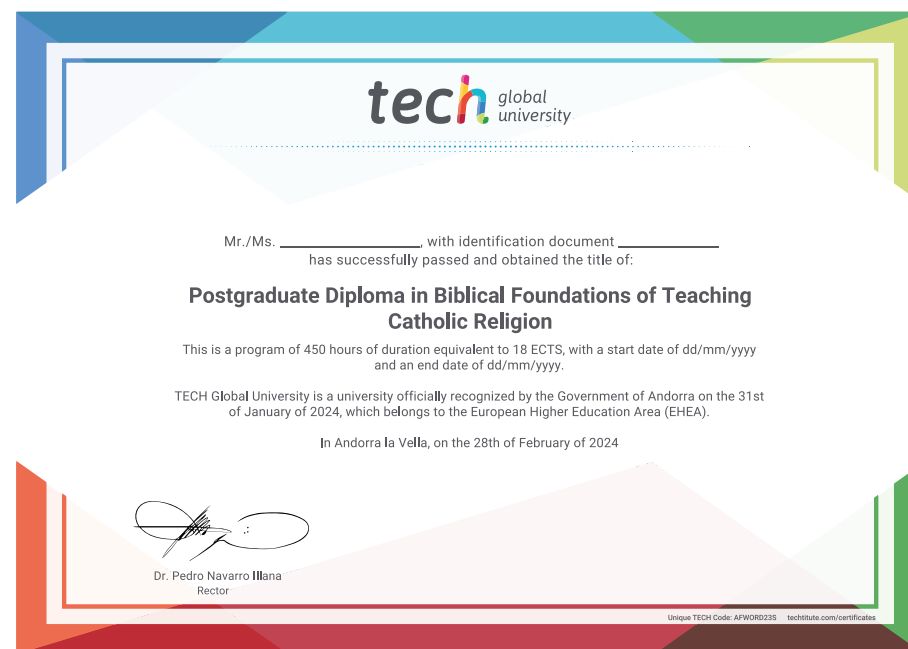 tech global university
Mr./Ms. ____________, with identification document ____________
has successfully passed and obtained the title of:
Postgraduate Diploma in Biblical Foundations of Teaching
Catholic Religion
This is a program of 450 hours of duration equivalent to 18 ECTS, with a start date of dd/mm/yyyy
and an end date of dd/mm/yyyy.
TECH Global University is a university officially recognized by the Government of Andorra on the 31st
of January of 2024, which belongs to the European Higher Education Area (EHEA).
In Andorra la Vella, on the 28th of February of 2024
Dr. Pedro Navarro Illana
Rector
Unique TECH Code: AFWORD23S techtitute.com/certificates